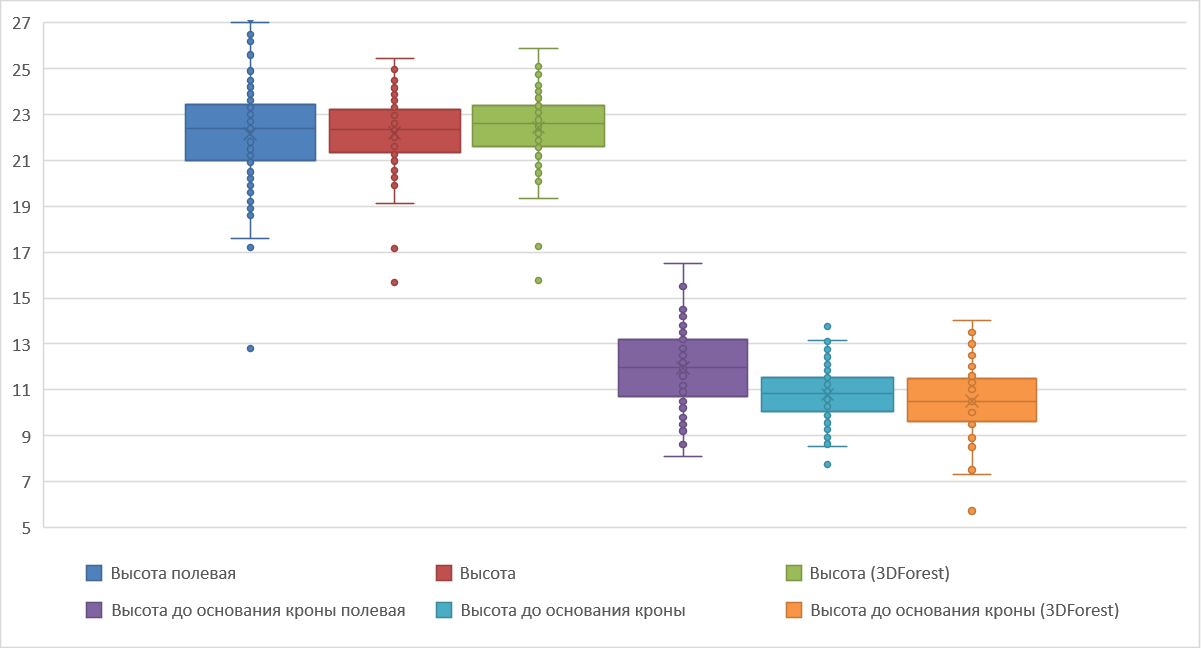 27
25
23
21
19
17
15
13
11
9
7
5
Высота полевая
Высота
Высота (3DForest)
Высота до основания кроны полевая
Высота до основания кроны
Высота до основания кроны (3DForest)